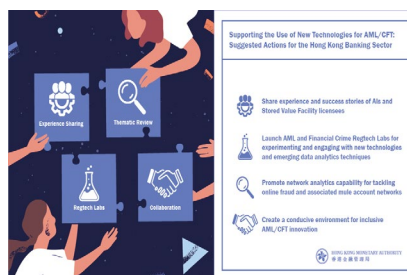 Experience Sharing
Thematic Review
Regtech Labs
Collaboration
Supporting the Use of New Technologies for AML/CFT:
Suggested Actions for the Hong Kong Banking Sector
Share experience and success stories of AIs and
Stored Value Facility licensees
Launch AML and Financial Crime Regtech Labs for
experimenting and engaging with new technologies
and emerging data analytics techniques
Promote network analytics capability for tackling
online fraud and associated mule account networks
Create a conducive environment for inclusive
AML/CFT innovation
HONG KONG MONETARY AUTHORITY
香港金融管理局